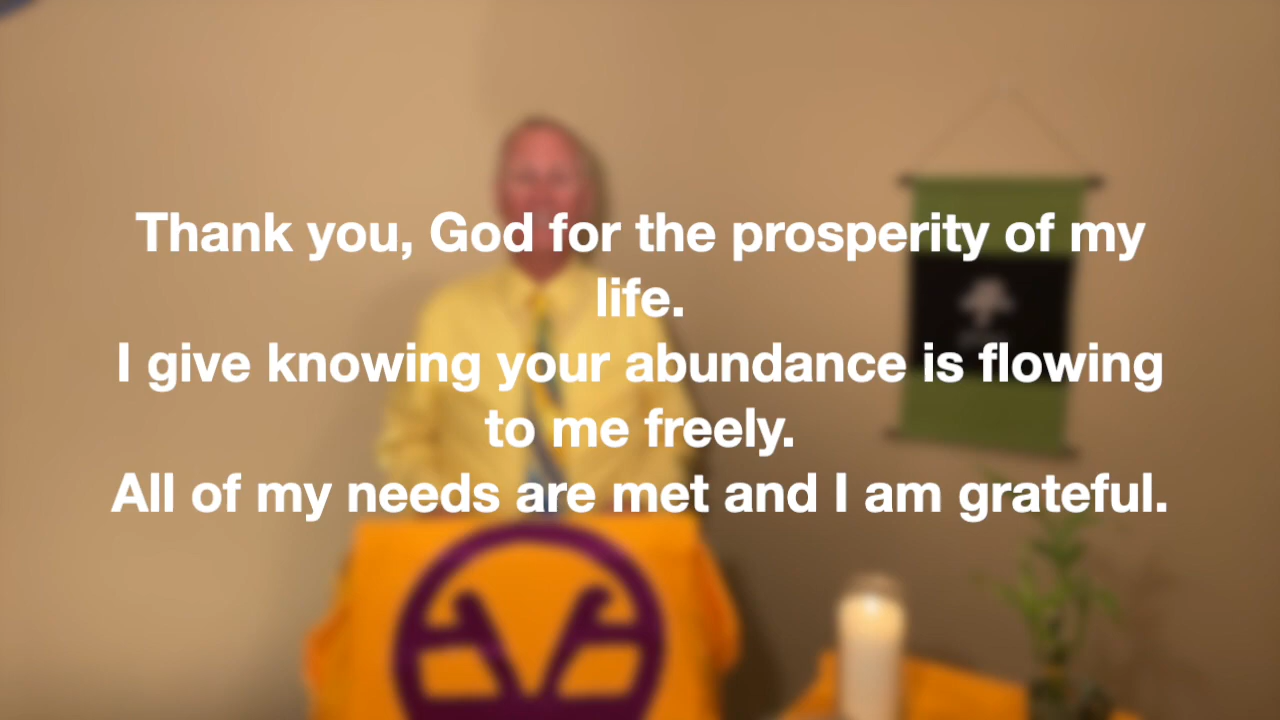 Thank you, God for the prosperity of my
life.
I give knowing your abundance is flowing
to me freely.
All of my needs are met and I am grateful.